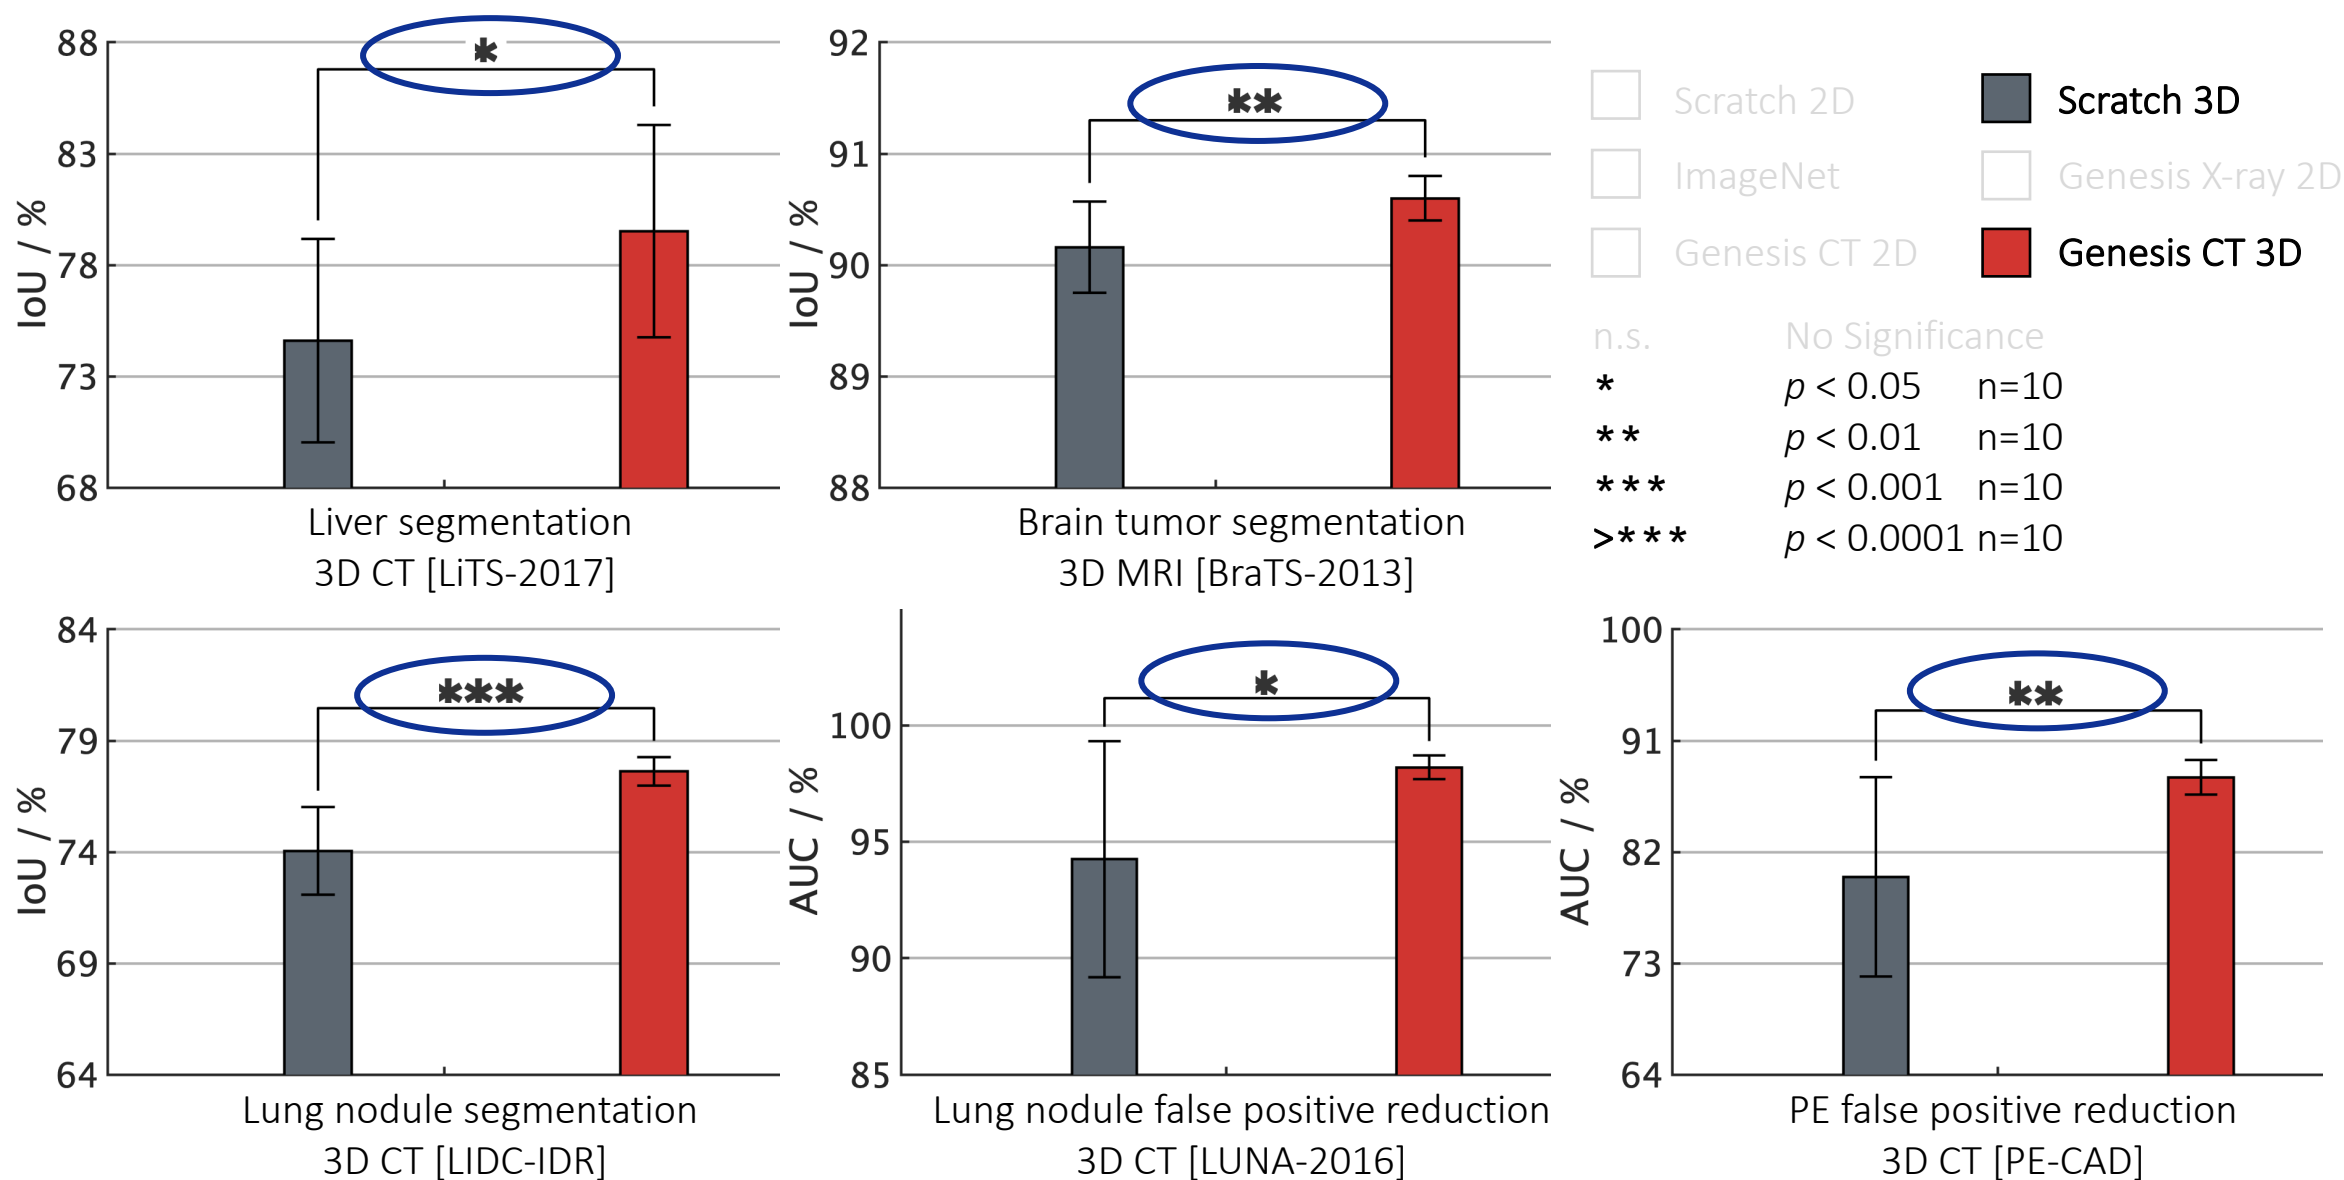 88
83
78
73
68
IoU / %
*
Liver segmentation
3D CT [LiTS-2017]
92
91
90
89
88
IoU / %
**
Brain tumor segmentation
3D MRI [BraTS-2013]
Scratch 2D
Scratch 3D
ImageNet
Genesis X-ray 2D
Genesis CT 2D
Genesis CT 3D
n.s. No Significance
* p < 0.05 n=10
** p < 0.01 n=10
*** p < 0.001 n=10
>*** p < 0.0001 n=10
84
79
74
69
64
IoU / %
***
Lung nodule segmentation
3D CT [LIDC-IDR]
100
95
90
85
AUC / %
*
Lung nodule false positive reduction
3D CT [LUNA-2016]
100
91
82
73
64
AUC / %
**
PE false positive reduction
3D CT [PE-CAD]